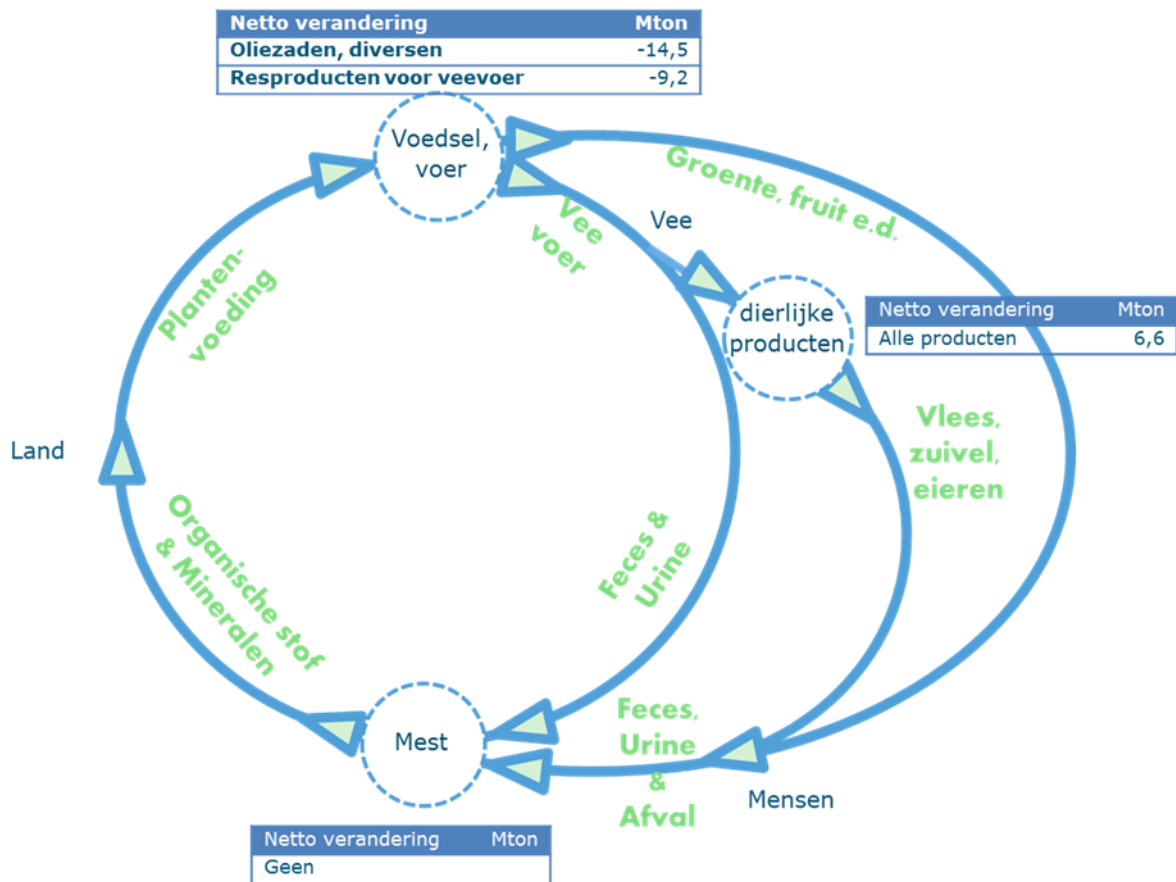 Netto verandering Mton
Oliezaden, diversen -14,5
Resproducten voor veevoer -9,2
Voedsel,
voer
Groente, fruit e.d.
Vee
voer
Vee
Planten-
voeding
dierlijke
producten
Netto verandering Mton
Alle producten 6,6
Land
Vlees,
zuivel,
eieren
Organische stof
& Mineralen
Feces &
Urine
Feces,
Urine
&
Afval
Mest
Mensen
Netto verandering Mton
Geen